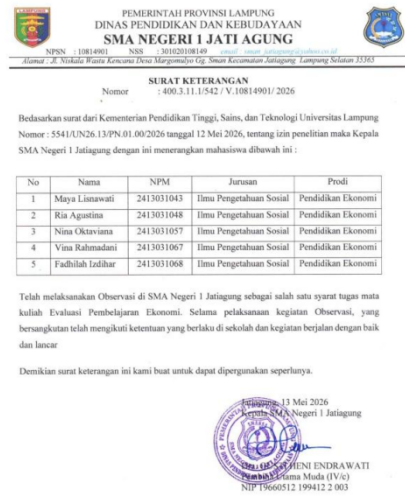 PEMERINTAH PROVINSI LAMPUNG
DINAS PENDIDIKAN DAN KEBUDAYAAN
SMA NEGERI 1 JATI AGUNG
NPSN : 10814901 NSS : 301020108149 email : sman_jatiagung@yahoo.co.id
Alamat : Jl. Niskala Wastu Kencana Desa Margomulyo Gg. Sman Kecamatan Jatiagung Lampung Selatan 35365
SURAT KETERANGAN
Nomor : 400.3.11.1/542 / V.10814901/ 2026
Bedasarkan surat dari Kementerian Pendidikan Tinggi, Sains, dan Teknologi Universitas Lampung
Nomor : 5541/UN26.13/PN.01.00/2026 tanggal 12 Mei 2026, tentang izin penelitian maka Kepala
SMA Negeri 1 Jatiagung dengan ini menerangkan mahasiswa dibawah ini :
No Nama NPM Jurusan Prodi
1 Maya Lisnawati 2413031043 Ilmu Pengetahuan Sosial Pendidikan Ekonomi
2 Ria Agustina 2413031048 Ilmu Pengetahuan Sosial Pendidikan Ekonomi
3 Nina Oktaviana 2413031057 Ilmu Pengetahuan Sosial Pendidikan Ekonomi
4 Vina Rahmadani 2413031067 Ilmu Pengetahuan Sosial Pendidikan Ekonomi
5 Fadhilah Izdihar 2413031068 Ilmu Pengetahuan Sosial Pendidikan Ekonomi
Telah melaksanakan Observasi di SMA Negeri 1 Jatiagung sebagai salah satu syarat tugas mata
kuliah Evaluasi Pembelajaran Ekonomi. Selama pelaksanaan kegiatan Observasi, yang
bersangkutan telah mengikuti ketentuan yang berlaku di sekolah dan kegiatan berjalan dengan baik
dan lancar
Demikian surat keterangan ini kami buat untuk dapat dipergunakan seperlunya.
Jatiagung, 13 Mei 2026
Kepala SMA Negeri 1 Jatiagung
HENI ENDRAWATI
Pembina Utama Muda (IV/c)
NIP 19660512 199412 2 003